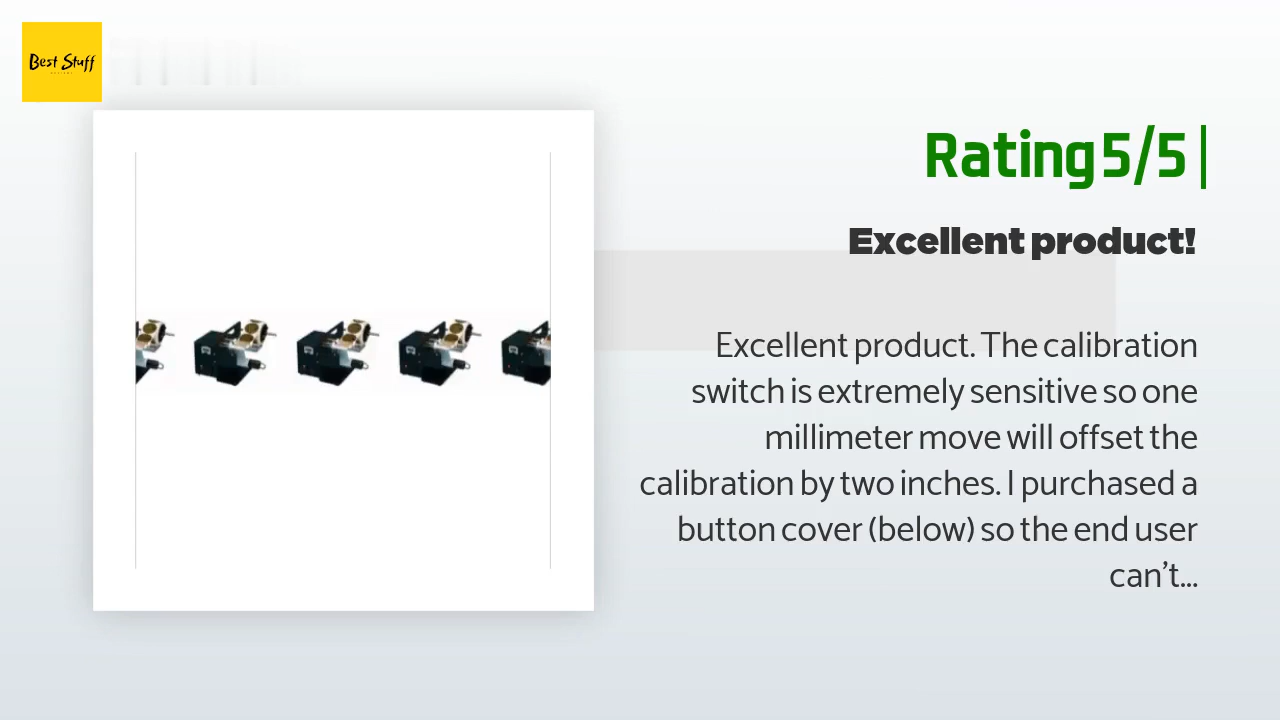 Best Stuff
Rating 5/5 |
Excellent product!
Excellent product. The calibration
switch is extremely sensitive so one
millimeter move will offset the
calibration by two inches. I purchased a
button cover (below) so the end user
can't...